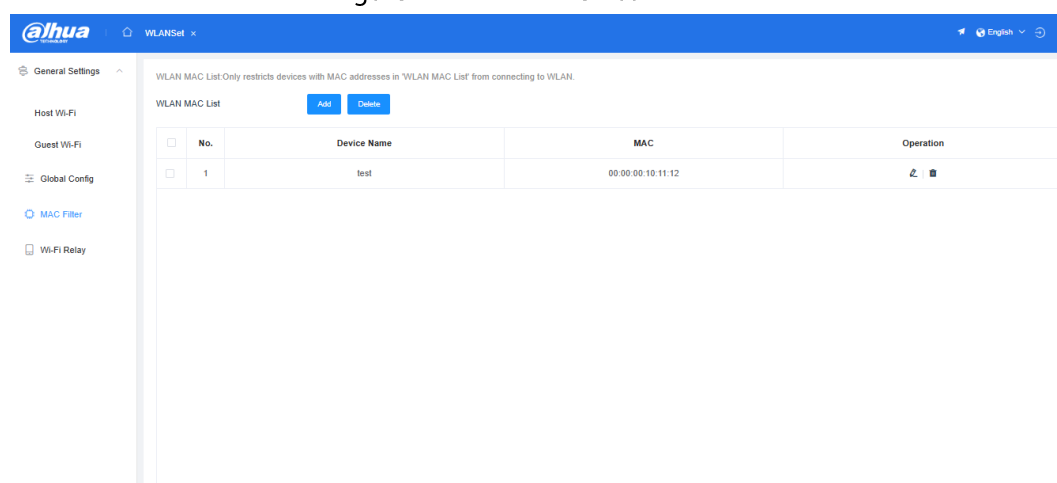 alhua
TECHNOLOGY
WLANSet ×
English
General Settings
Host Wi-Fi
Guest Wi-Fi
Global Config
MAC Filter
Wi-Fi Relay
WLAN MAC List:Only restricts devices with MAC addresses in 'WLAN MAC List' from connecting to WLAN.
WLAN MAC List Add Delete
No. Device Name MAC Operation
1 test 00:00:00:10:11:12